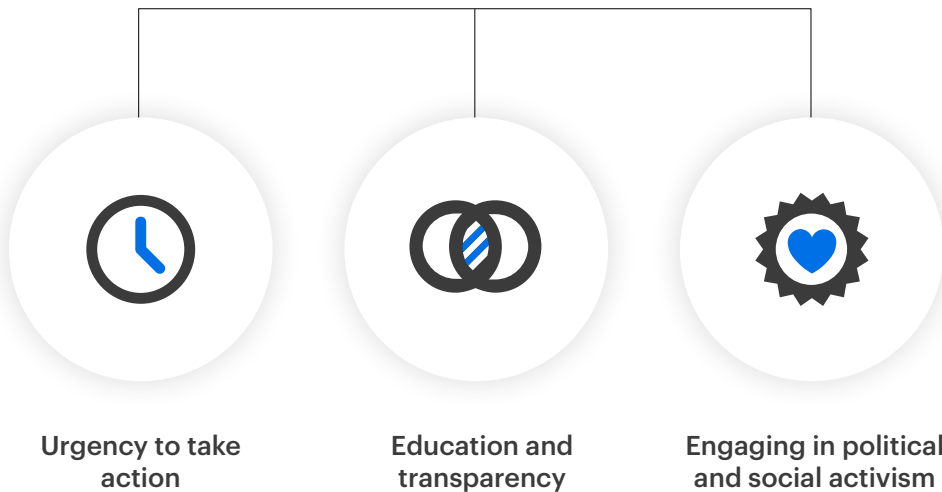 Urgency to take
action
Education and
transparency
Engaging in political
and social activism